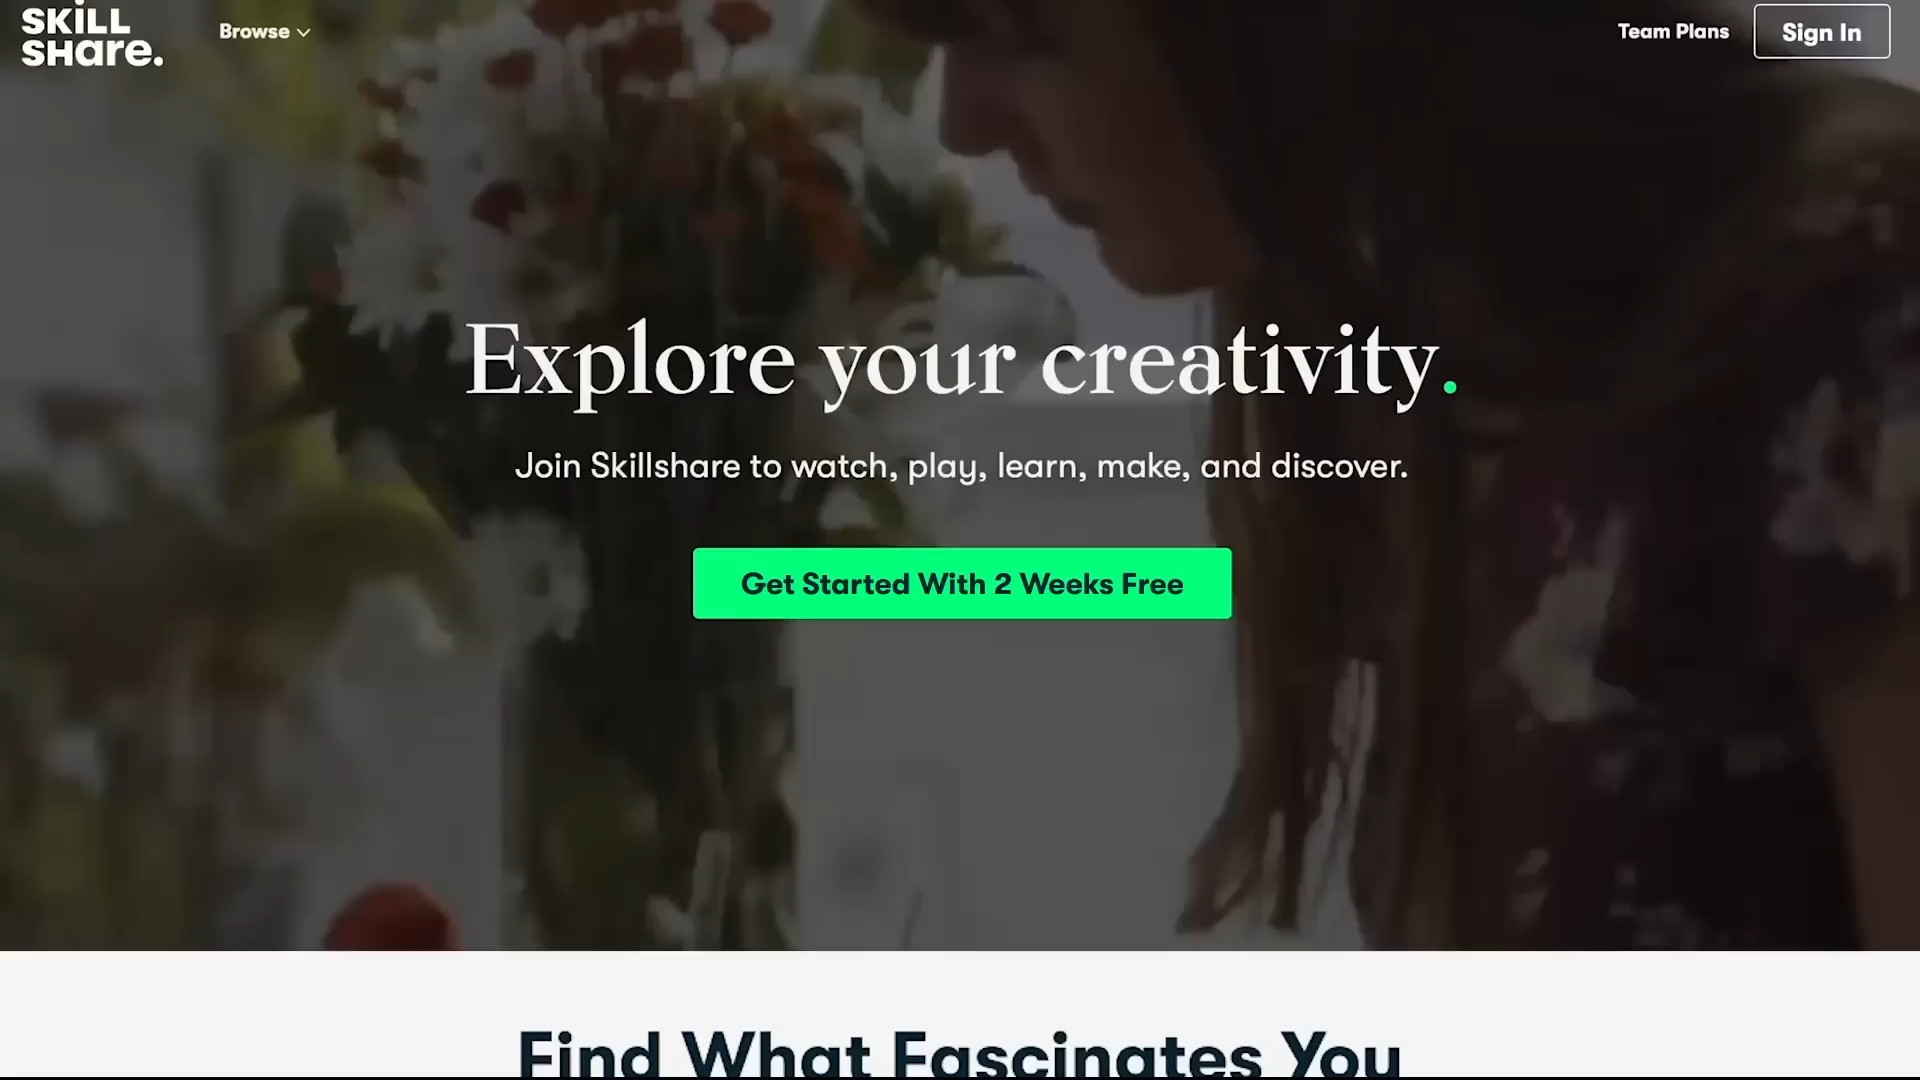 SKiLL
SHare.
Browse
Team Plans
Sign In
Explore your creativity.
Join Skillshare to watch, play, learn, make, and discover.
Get Started With 2 Weeks Free
Find What Fascinates You